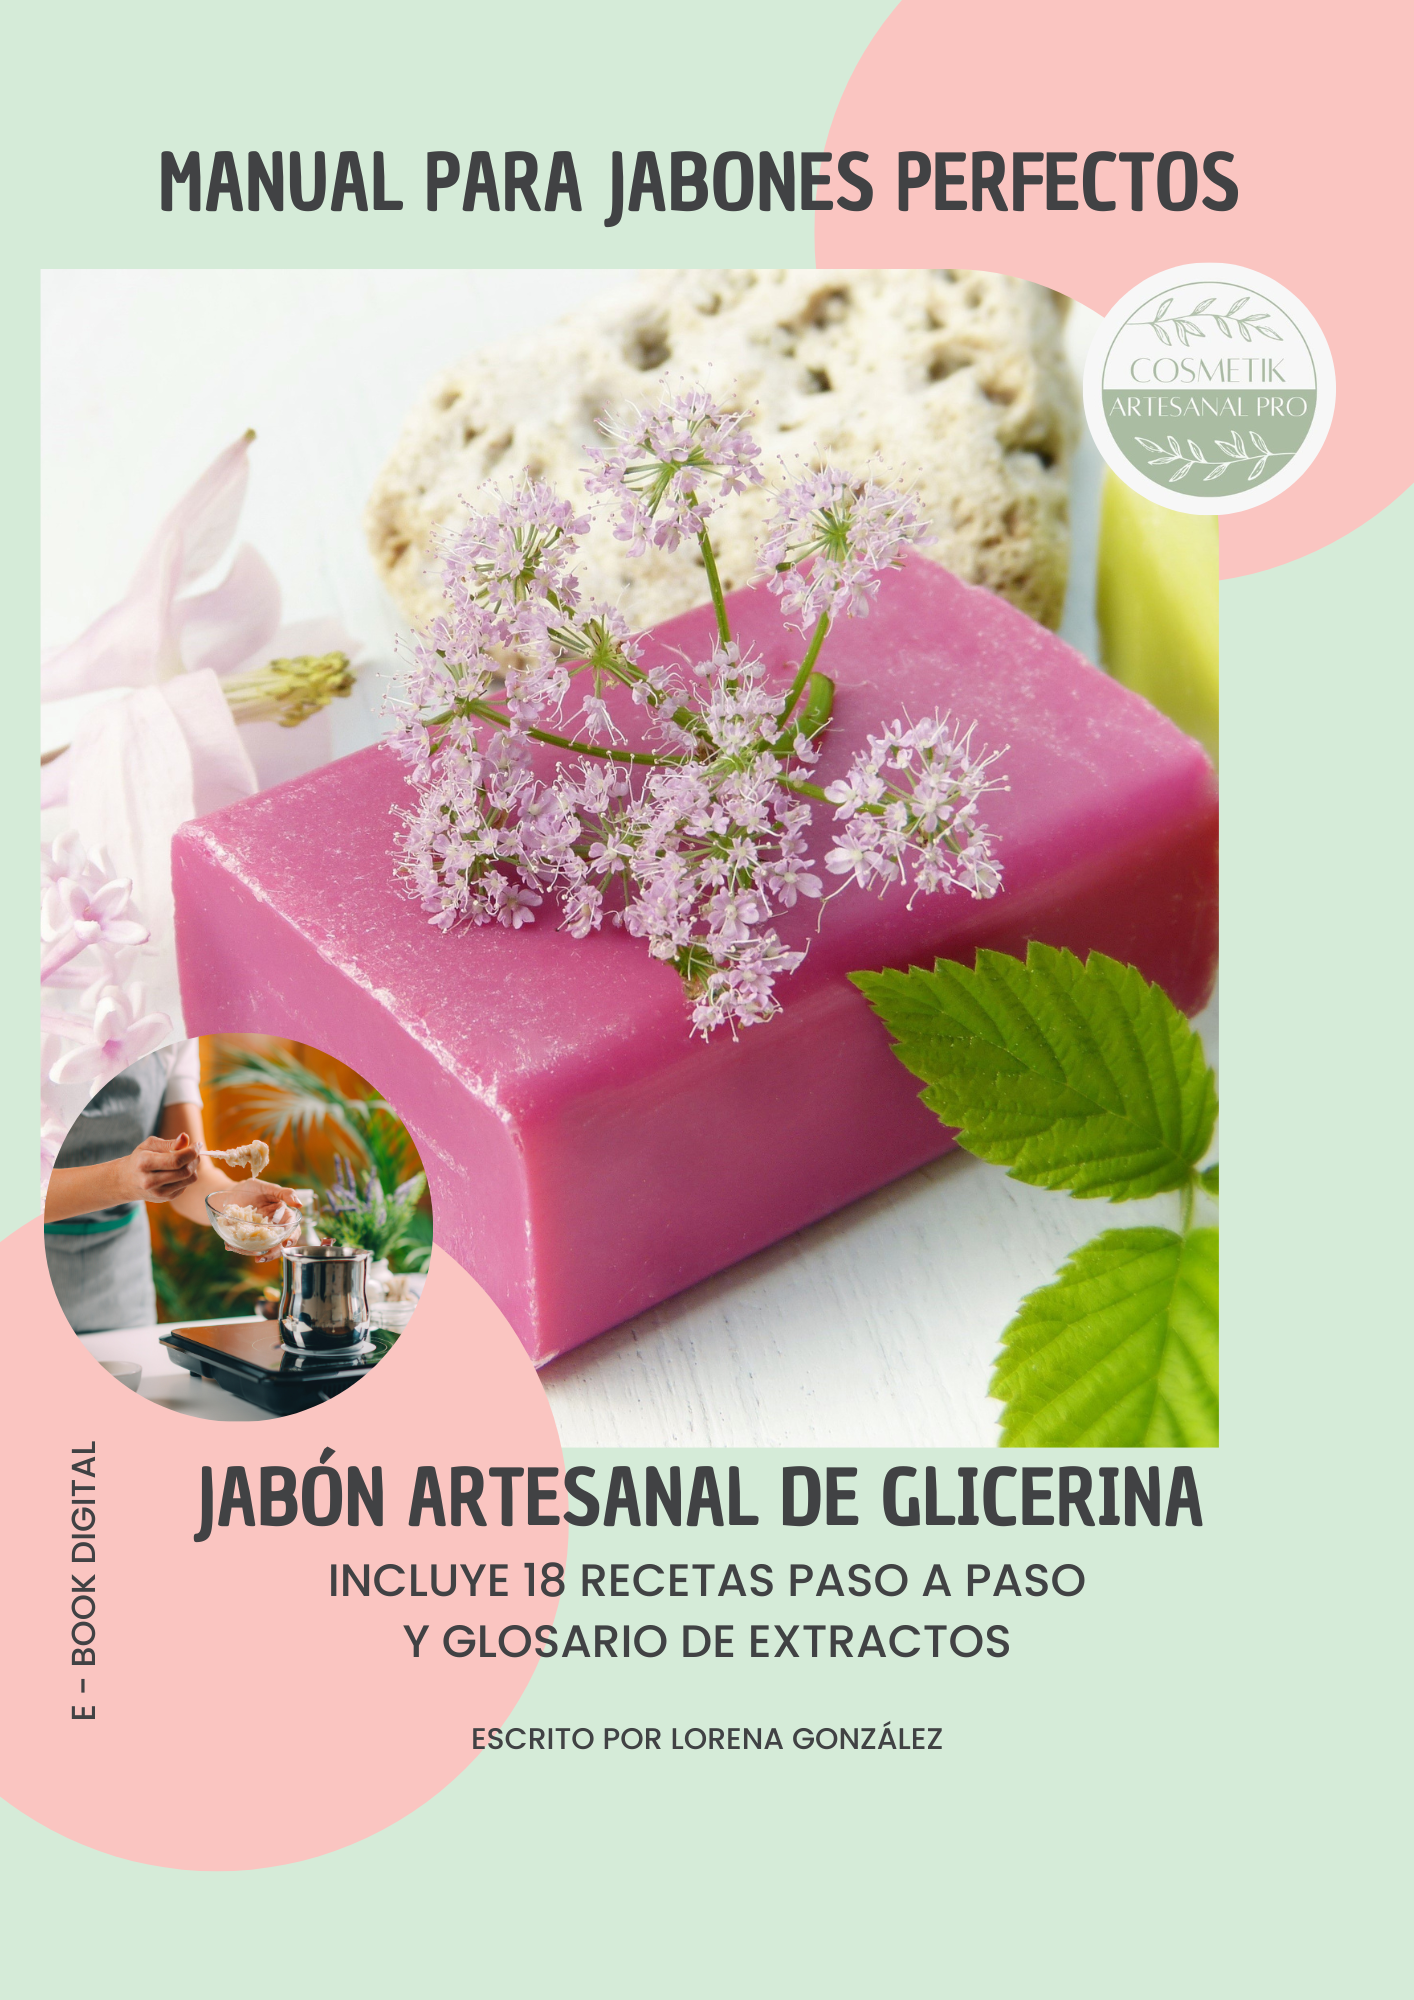 MANUAL PARA JABONES PERFECTOS
COSMETIK
ARTESANAL PRO
JABÓN ARTESANAL DE GLICERINA
INCLUYE 18 RECETAS PASO A PASO
Y GLOSARIO DE EXTRACTOS
E - BOOK DIGITAL
ESCRITO POR LORENA GONZÁLEZ